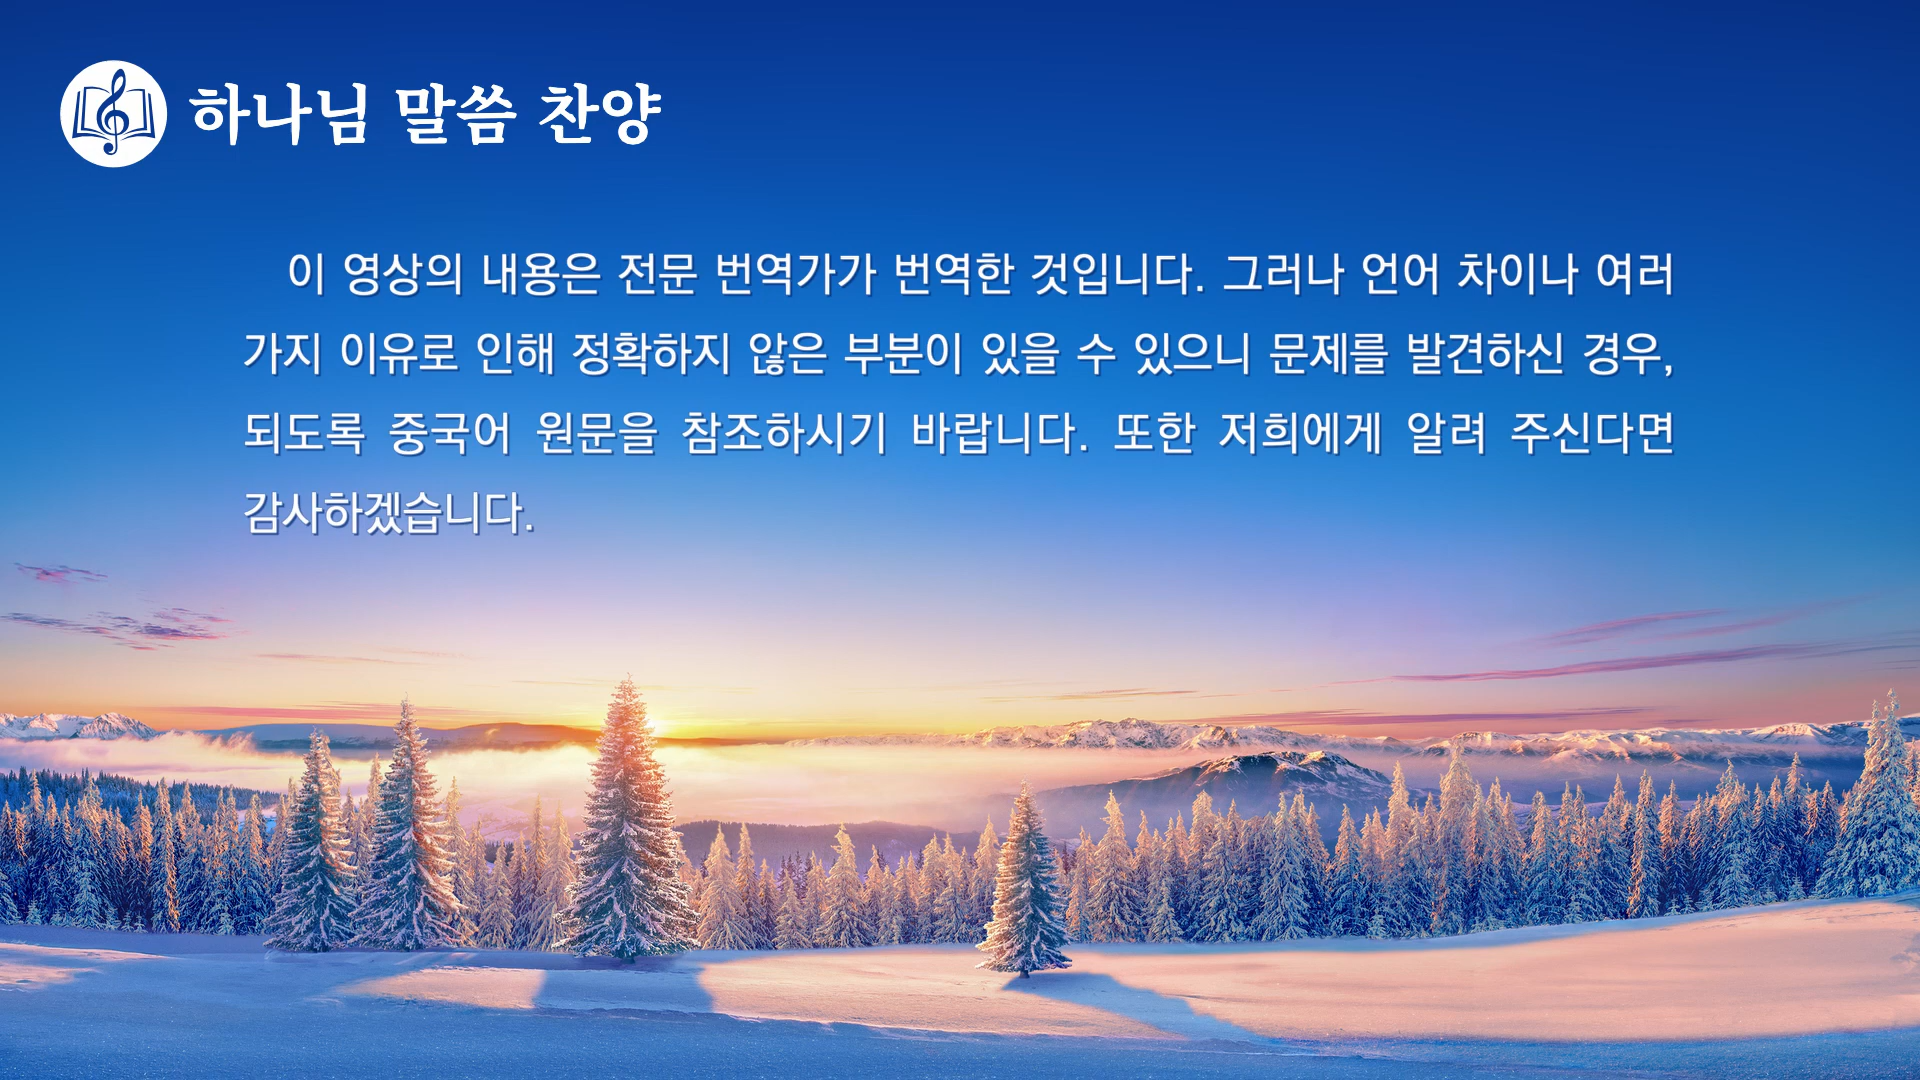 하나님 말씀 찬양
이 영상의 내용은 전문 번역가가 번역한 것입니다. 그러나 언어 차이나 여러
가지 이유로 인해 정확하지 않은 부분이 있을 수 있으니 문제를 발견하신 경우,
되도록 중국어 원문을 참조하시기 바랍니다. 또한 저희에게 알려 주신다면
감사하겠습니다.